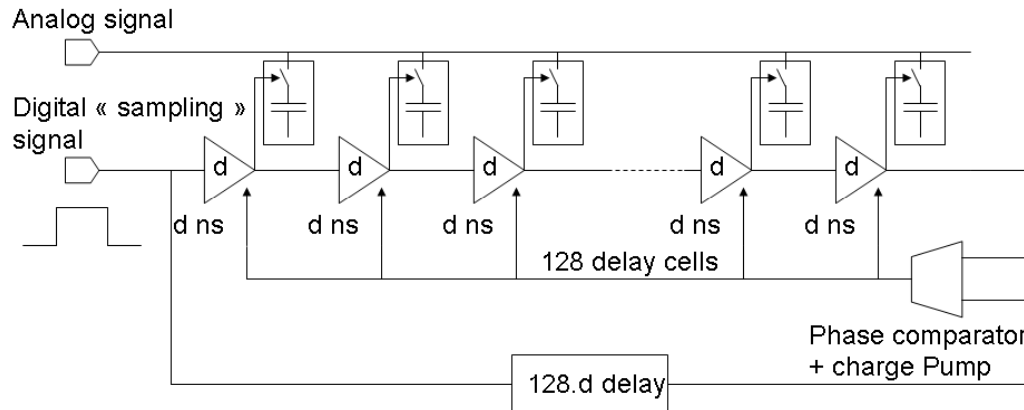 Analog signal
Digital « sampling »
signal
d d d d d
d ns d ns d ns d ns d ns
128 delay cells
Phase comparator
+ charge Pump
128.d delay